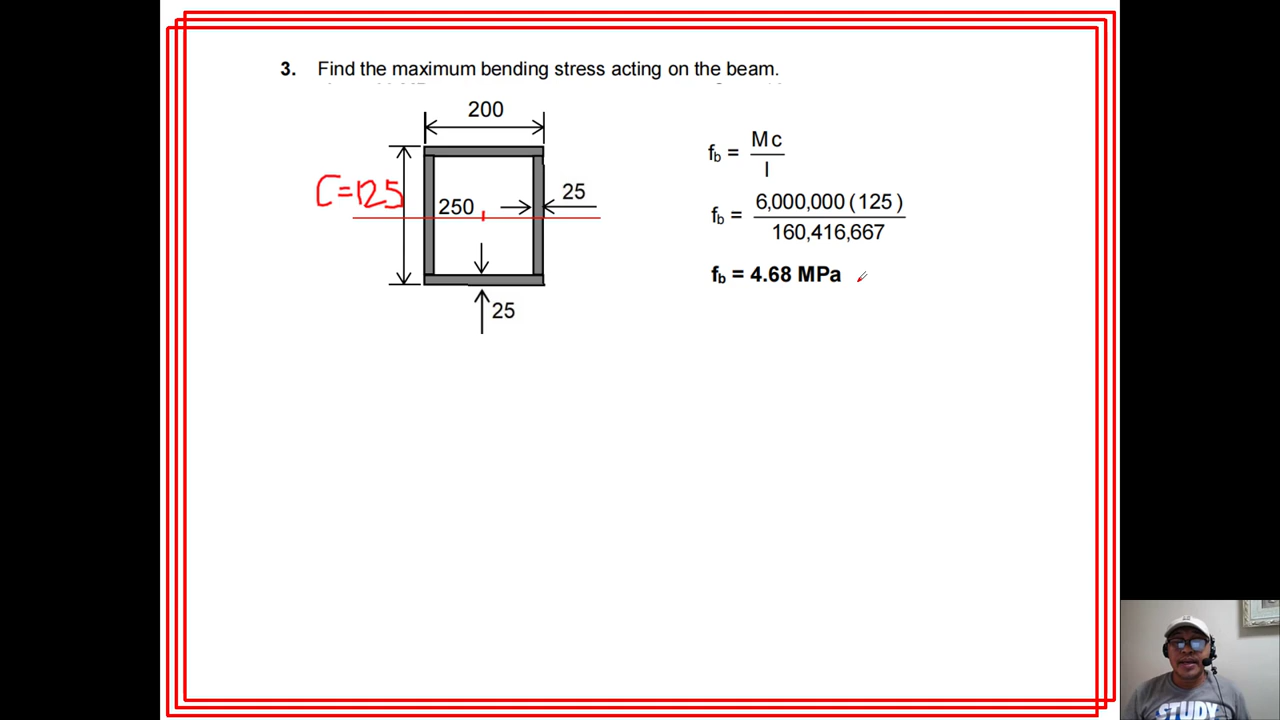 3. Find the maximum bending stress acting on the beam.
200
C=125
250
25
25
fb = Mc
I
fb = 6,000,000 (125)
160,416,667
fb = 4.68 MPa
STUDY